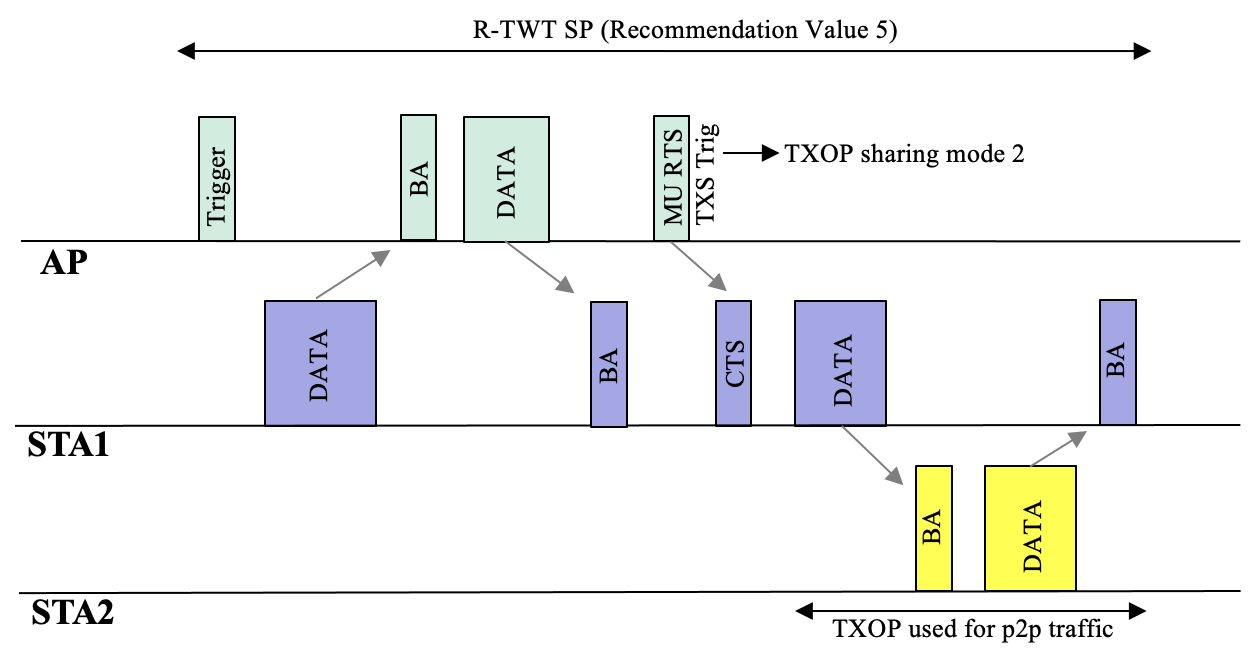 R-TWT SP (Recommendation Value 5)
Trigger
BA
DATA
MU RTS
TXS Trig
TXOP sharing mode 2
AP
DATA
BA
CTS
DATA
BA
STA1
BA
DATA
STA2
TXOP used for p2p traffic